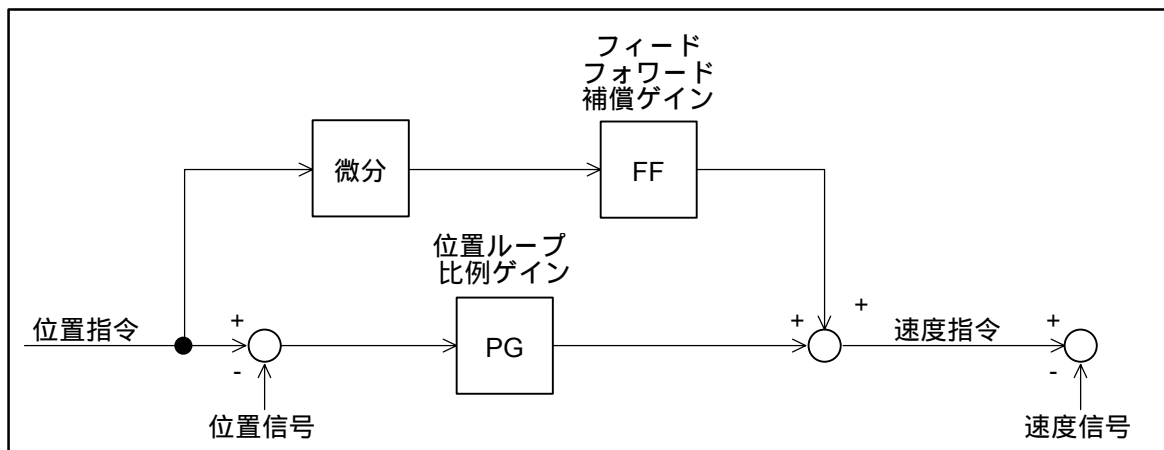 フィード
フォワード
補償ゲイン
微分
FF
位置ループ
比例ゲイン
位置指令
+
-
位置信号
PG
+
+
速度指令
+
-
速度信号